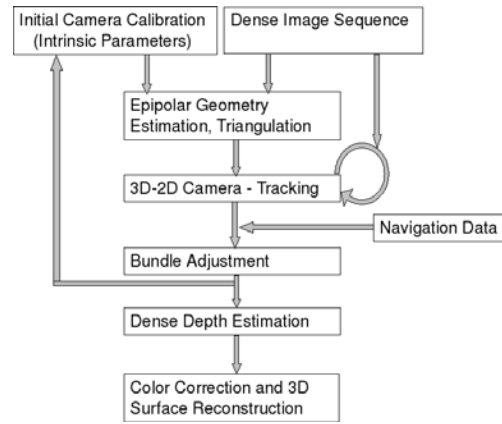 Initial Camera Calibration
(Intrinsic Parameters)
Dense Image Sequence
Epipolar Geometry
Estimation, Triangulation
3D-2D Camera - Tracking
Navigation Data
Bundle Adjustment
Dense Depth Estimation
Color Correction and 3D
Surface Reconstruction